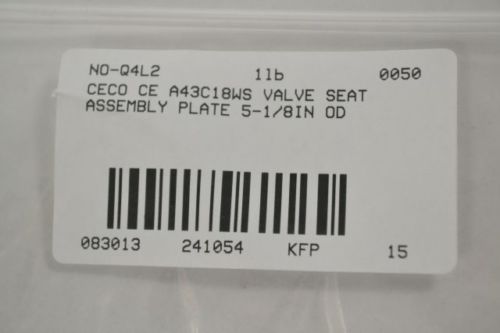 NO-Q4L2 1lb 0050
CECO CE A43C18WS VALVE SEAT
ASSEMBLY PLATE 5-1/8IN OD
083013 241054 KFP 15